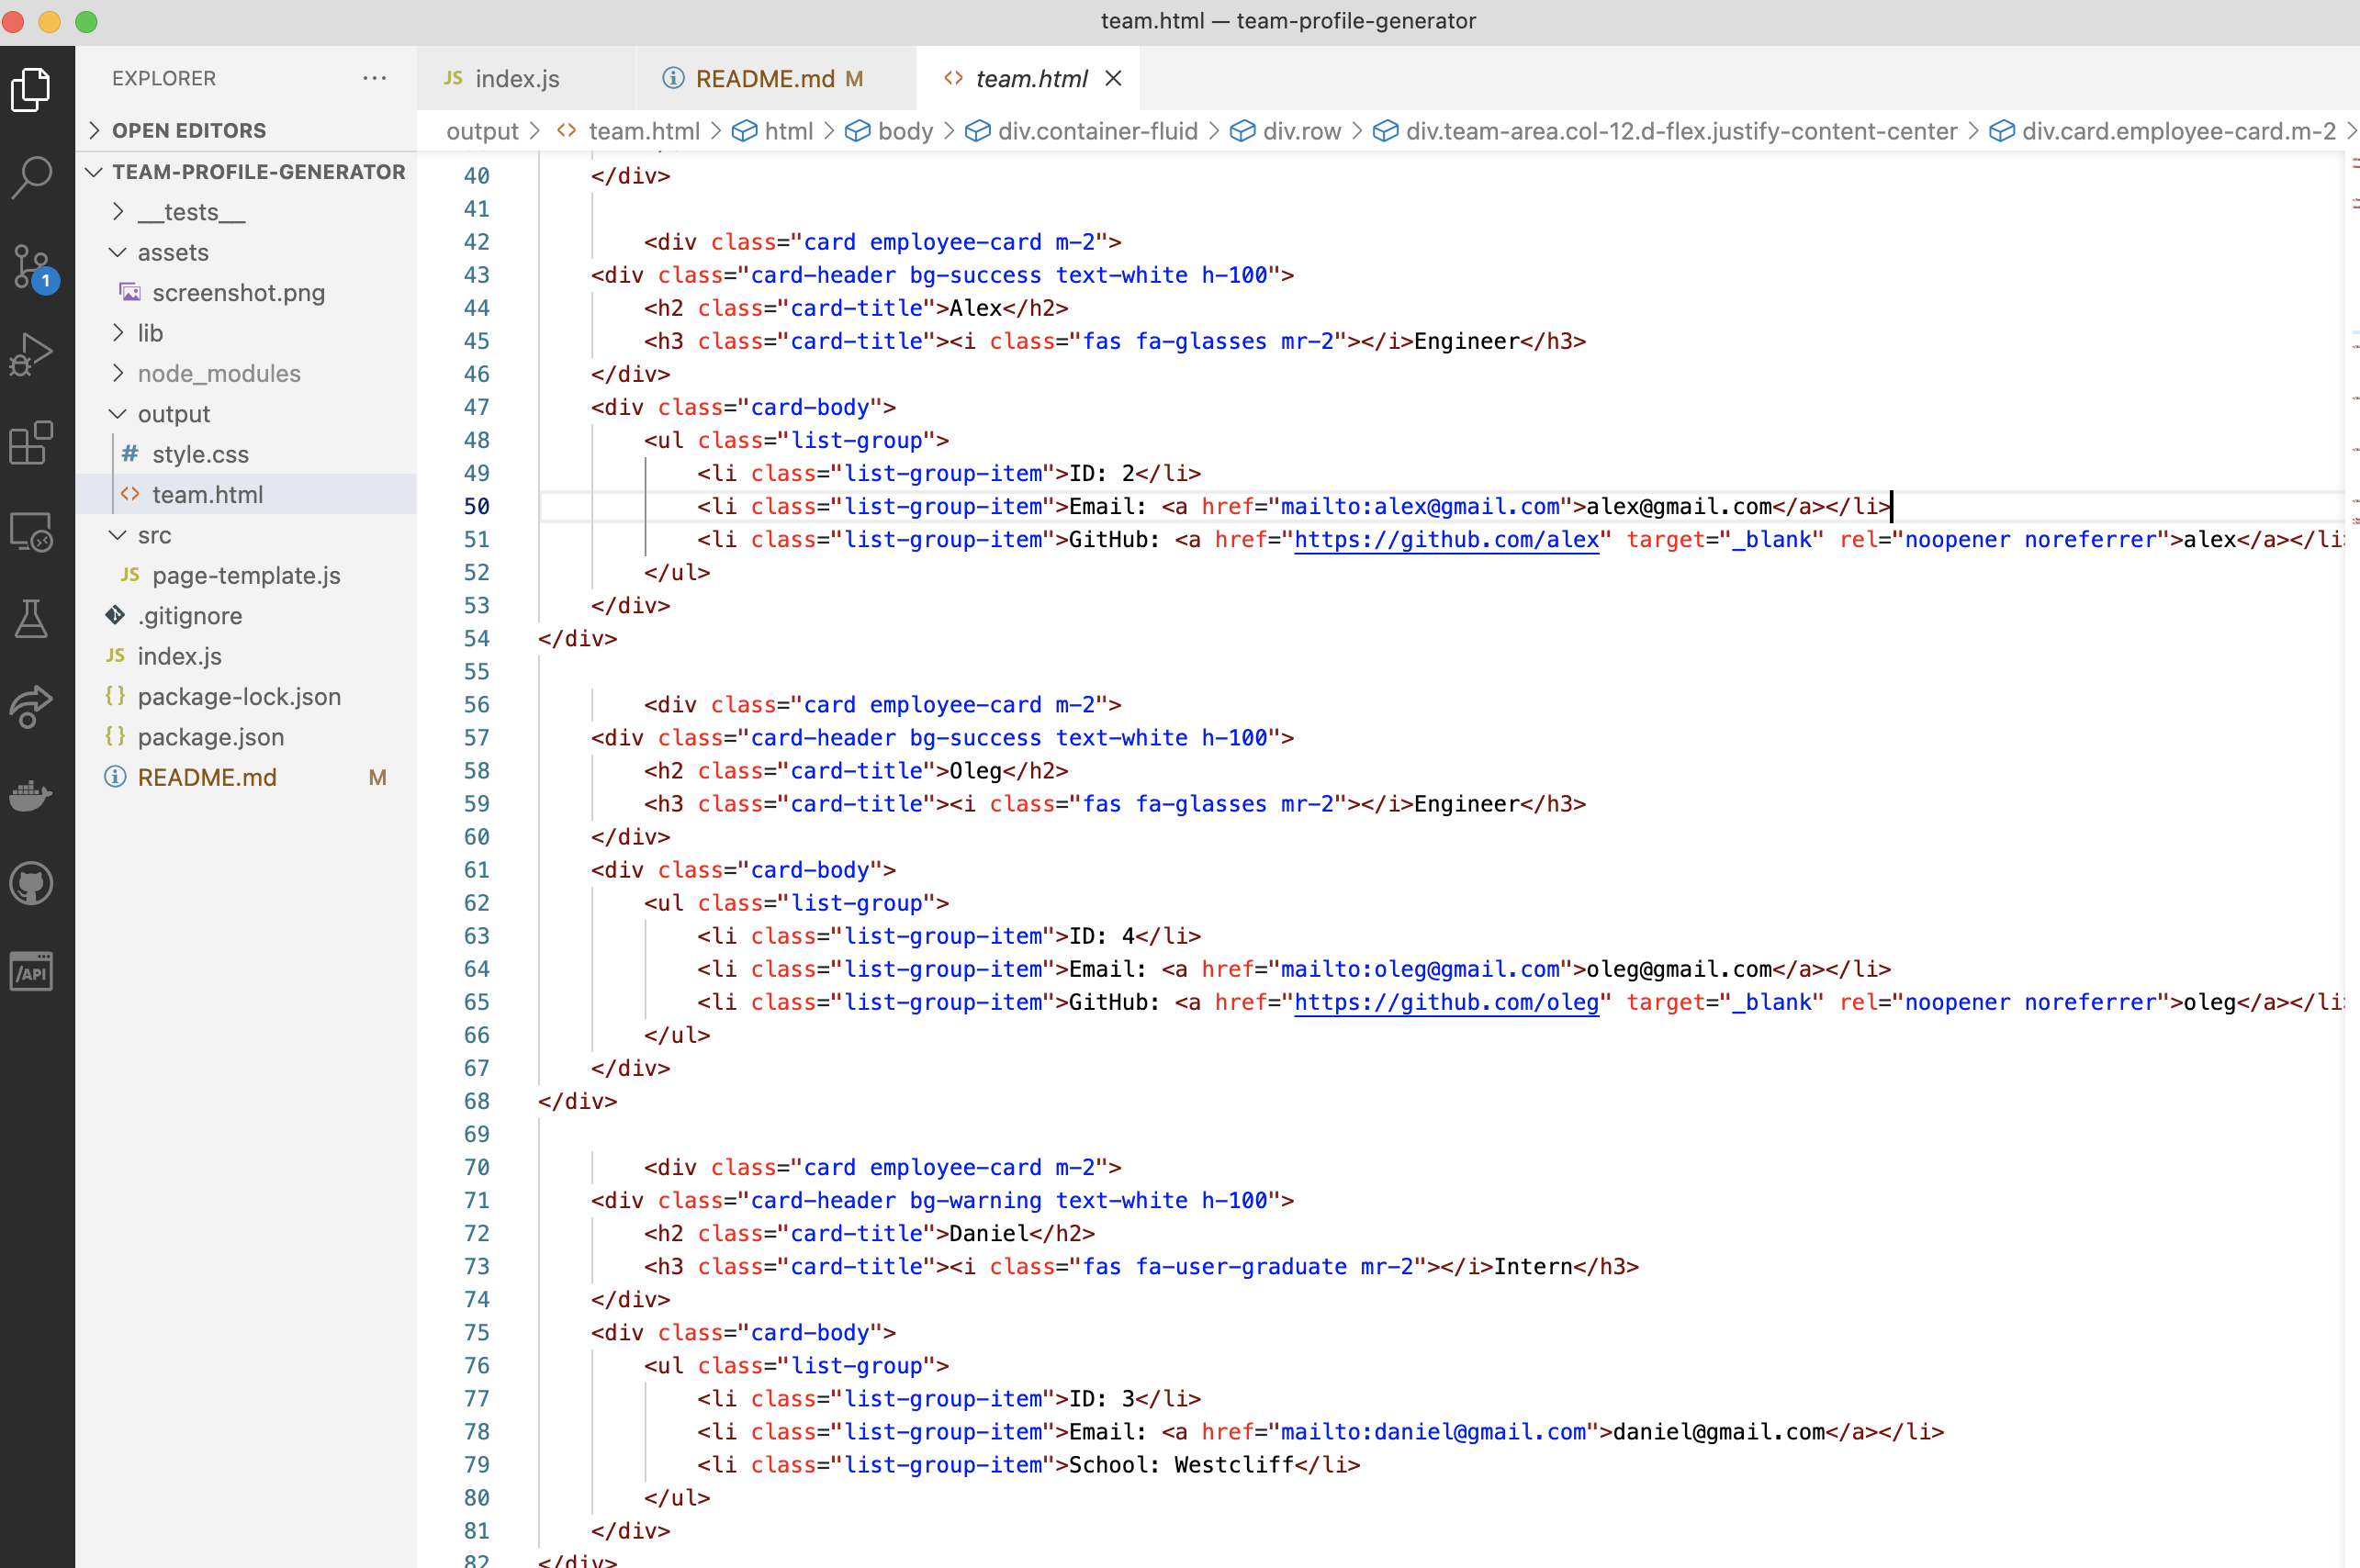 team.html — team-profile-generator
EXPLORER
OPEN EDITORS
TEAM-PROFILE-GENERATOR
__tests__
assets
screenshot.png
lib
node_modules
output
# style.css
<> team.html
src
JS page-template.js
.gitignore
JS index.js
{} package-lock.json
{} package.json
README.md M
1
/API
JS index.js
README.md M
<> team.html
output > <> team.html > html > body > div.container-fluid > div.row > div.team-area.col-12.d-flex.justify-content-center > div.card.employee-card.m-2 >
40 </div>
41
42 <div class="card employee-card m-2">
43 <div class="card-header bg-success text-white h-100">
44 <h2 class="card-title">Alex</h2>
45 <h3 class="card-title"><i class="fas fa-glasses mr-2"></i>Engineer</h3>
46 </div>
47 <div class="card-body">
48 <ul class="list-group">
49 <li class="list-group-item">ID: 2</li>
50 <li class="list-group-item">Email: <a href="mailto:alex@gmail.com">alex@gmail.com</a></li>
51 <li class="list-group-item">GitHub: <a href="https://github.com/alex" target="_blank" rel="noopener noreferrer">alex</a></li
52 </ul>
53 </div>
54 </div>
55
56 <div class="card employee-card m-2">
57 <div class="card-header bg-success text-white h-100">
58 <h2 class="card-title">Oleg</h2>
59 <h3 class="card-title"><i class="fas fa-glasses mr-2"></i>Engineer</h3>
60 </div>
61 <div class="card-body">
62 <ul class="list-group">
63 <li class="list-group-item">ID: 4</li>
64 <li class="list-group-item">Email: <a href="mailto:oleg@gmail.com">oleg@gmail.com</a></li>
65 <li class="list-group-item">GitHub: <a href="https://github.com/oleg" target="_blank" rel="noopener noreferrer">oleg</a></li
66 </ul>
67 </div>
68 </div>
69
70 <div class="card employee-card m-2">
71 <div class="card-header bg-warning text-white h-100">
72 <h2 class="card-title">Daniel</h2>
73 <h3 class="card-title"><i class="fas fa-user-graduate mr-2"></i>Intern</h3>
74 </div>
75 <div class="card-body">
76 <ul class="list-group">
77 <li class="list-group-item">ID: 3</li>
78 <li class="list-group-item">Email: <a href="mailto:daniel@gmail.com">daniel@gmail.com</a></li>
79 <li class="list-group-item">School: Westcliff</li>
80 </ul>
81 </div>
82 </div>